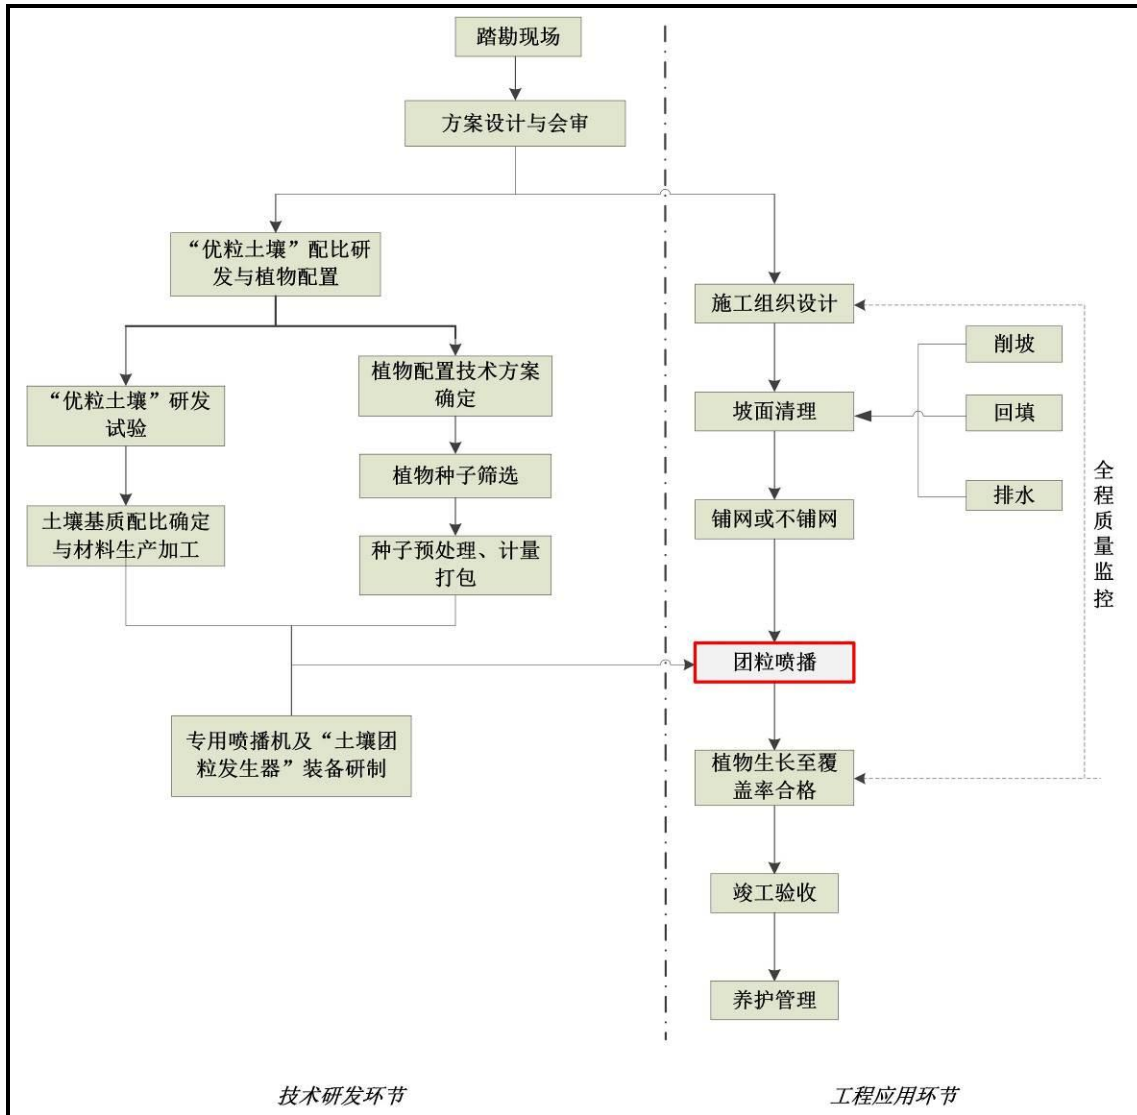 踏勘现场
方案设计与会审
“优粒土壤”配比研
发与植物配置
“优粒土壤”研发
试验
土壤基质配比确定
与材料生产加工
植物配置技术方案
确定
植物种子筛选
种子预处理、计量
打包
专用喷播机及“土壤团
粒发生器”装备研制
施工组织设计
坡面清理
削坡
回填
排水
铺网或不铺网
团粒喷播
植物生长至覆
盖率合格
竣工验收
养护管理
全程质量监控
技术研发环节
工程应用环节